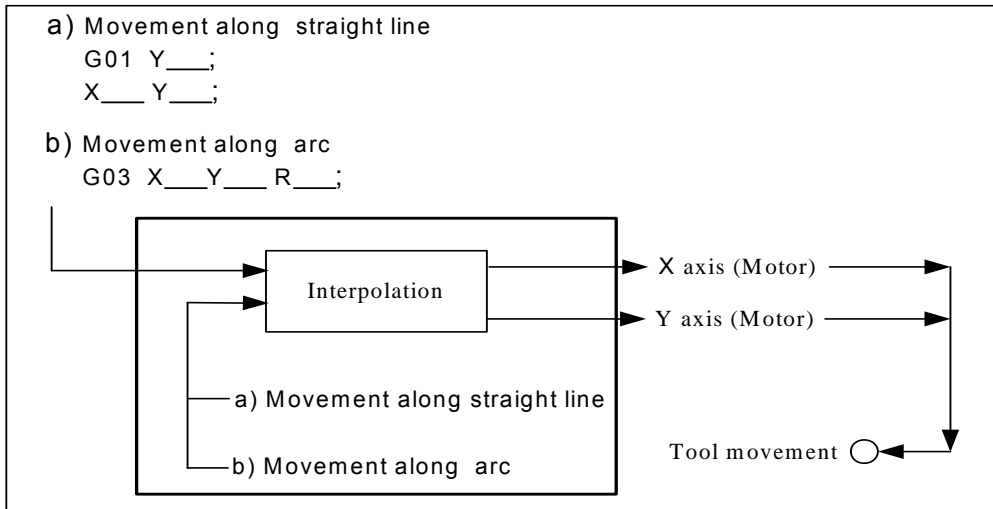 a) Movement along straight line
G01 Y___;
X___ Y___;
b) Movement along arc
G03 X___Y___ R___;
Interpolation
X axis (Motor)
Y axis (Motor)
a) Movement along straight line
b) Movement along arc
Tool movement